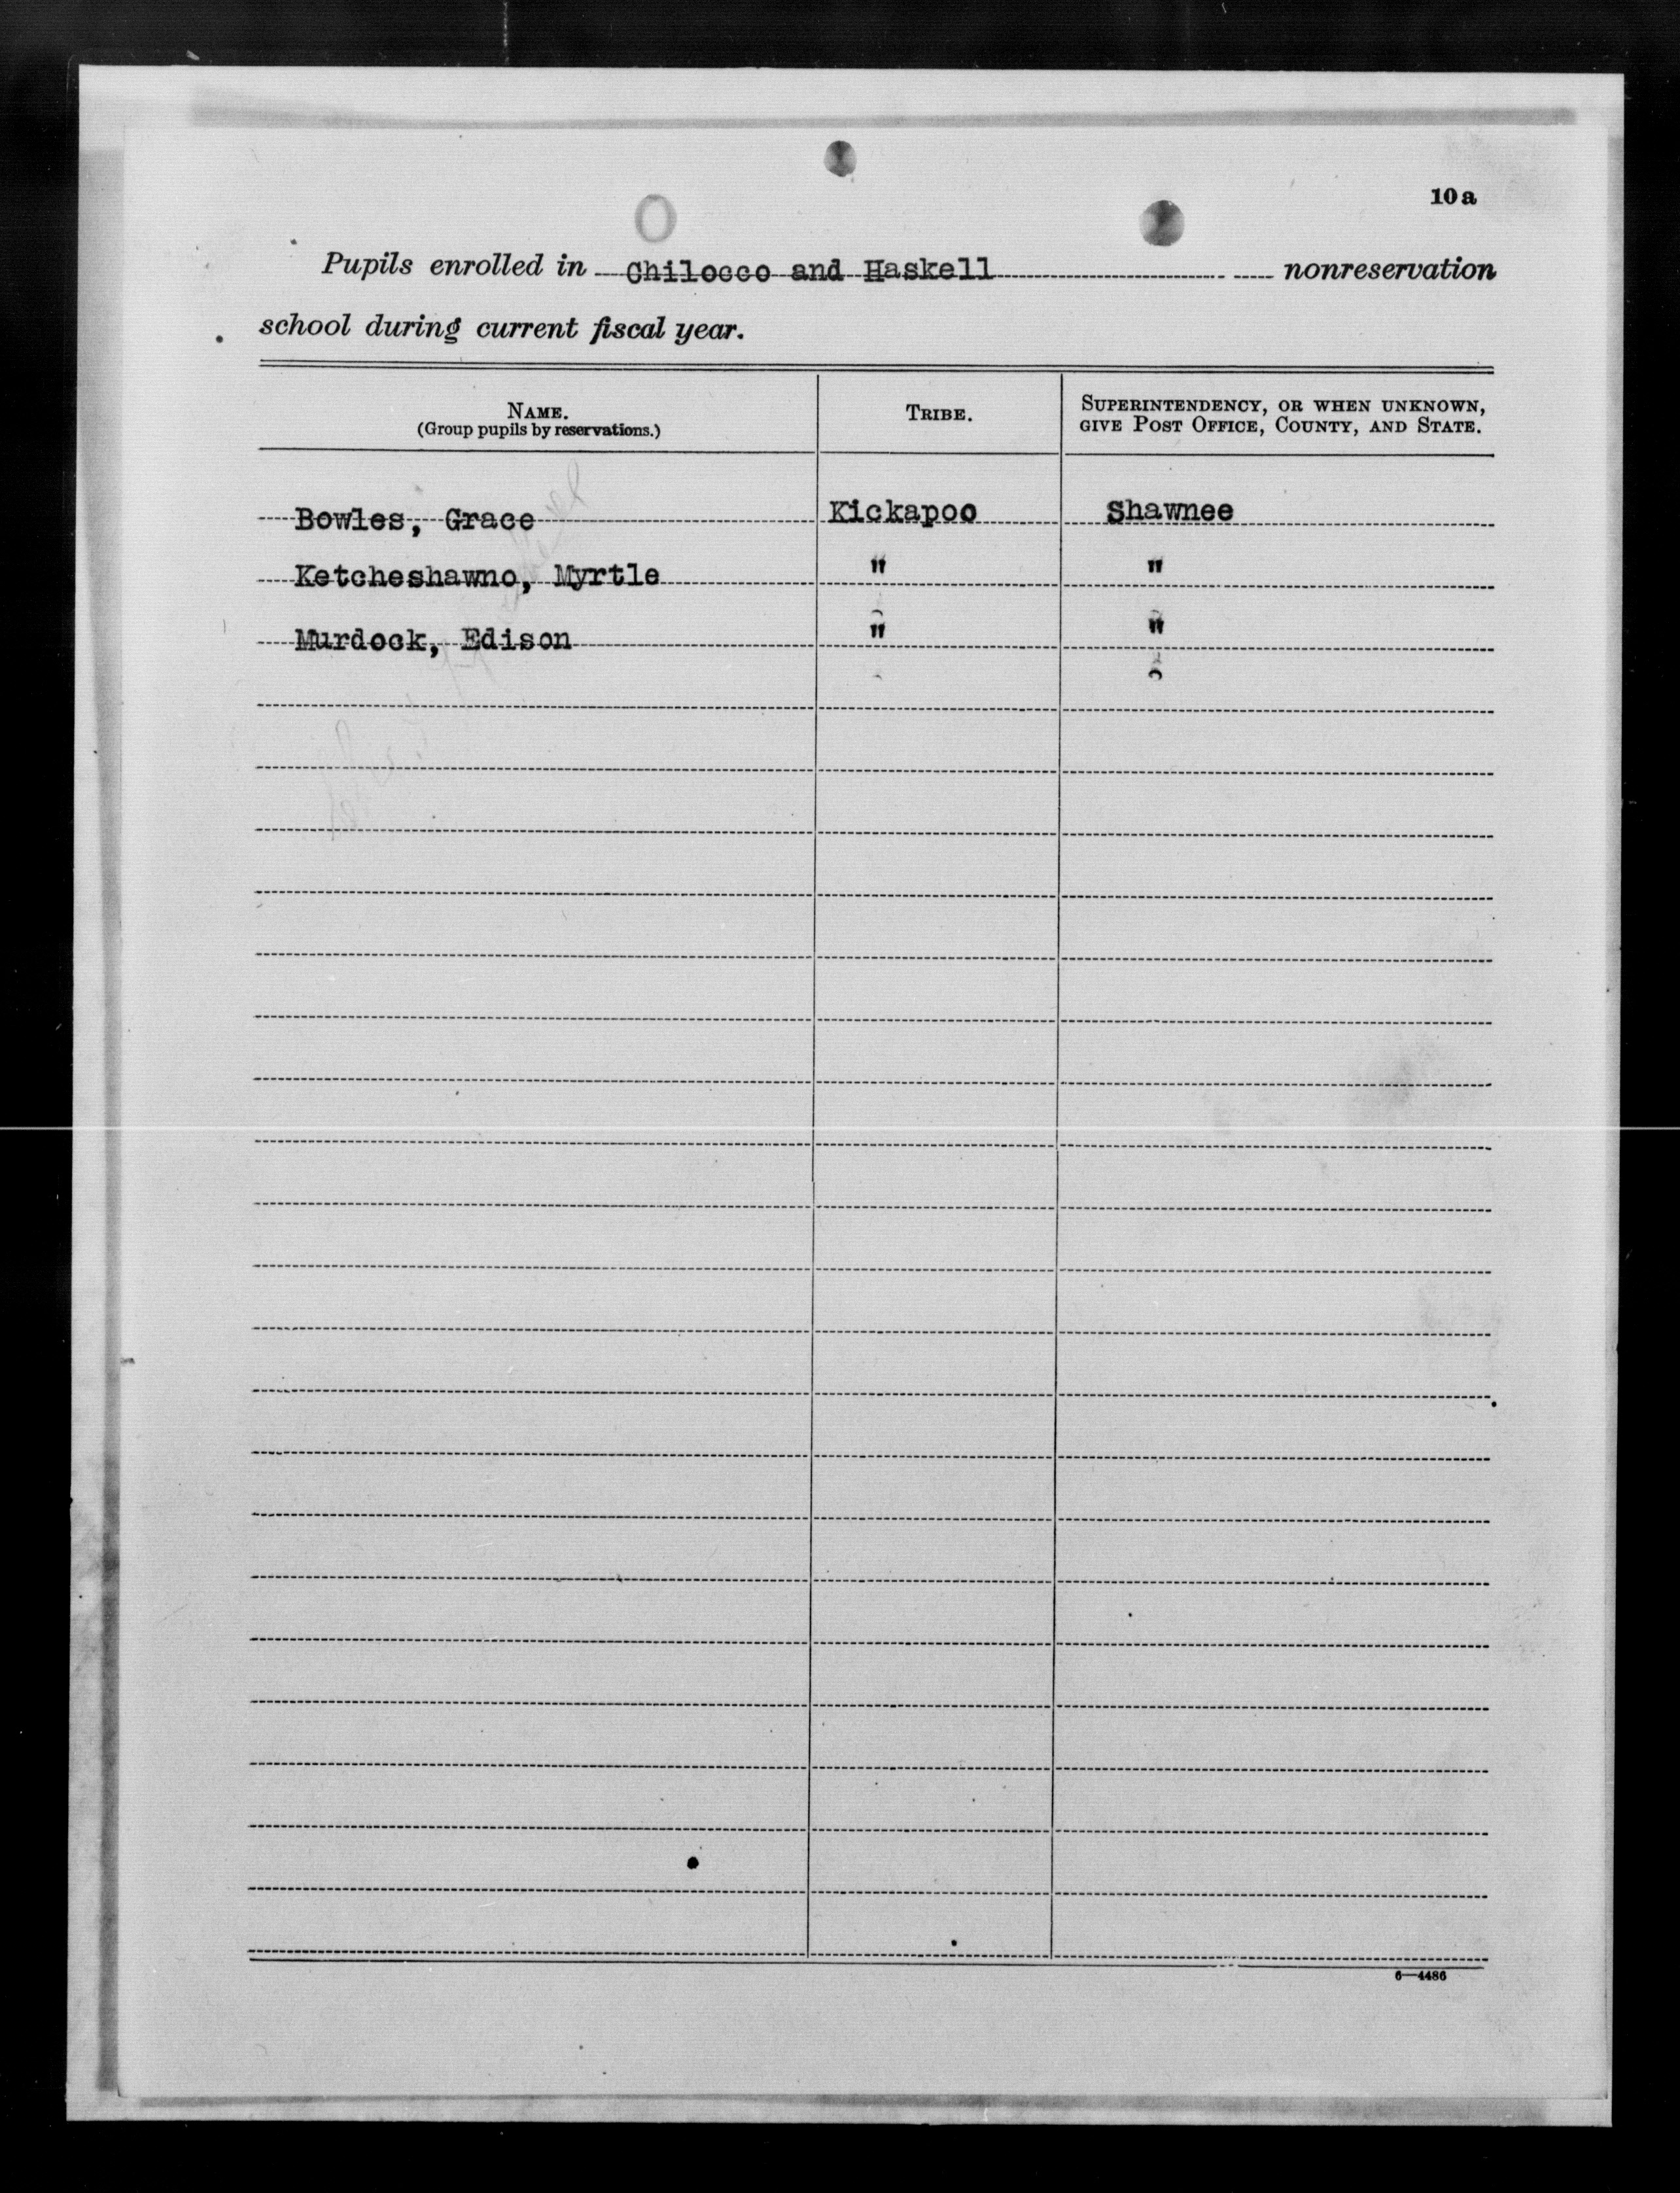 10a
Pupils enrolled in Chilocco and Haskell nonreservation
school during current fiscal year.
NAME. TRIBE. SUPERINTENDENCY, OR WHEN UNKNOWN,
(Group pupils by reservations.) GIVE POST OFFICE, COUNTY, AND STATE.
Bowles, Grace Kickapoo Shawnee
Ketcheshawno, Myrtle " "
Murdock, Edison " "
6—4486